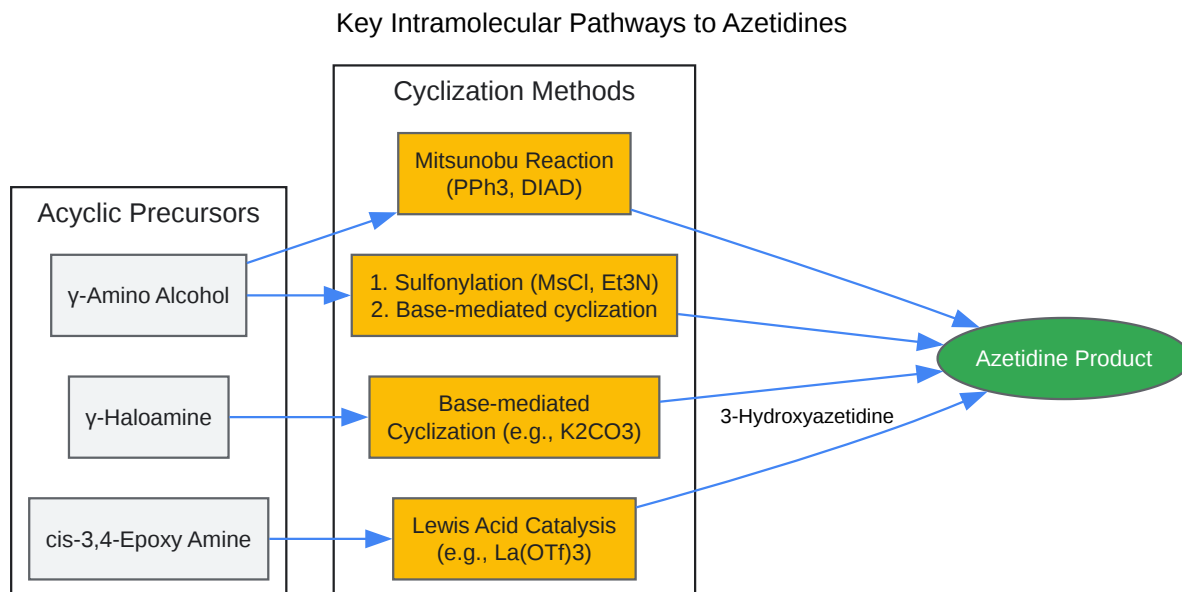 Key Intramolecular Pathways to Azetidines
Acyclic Precursors
γ-Amino Alcohol
γ-Haloamine
cis-3,4-Epoxy Amine
Cyclization Methods
Mitsunobu Reaction
(PPh3, DIAD)
1. Sulfonylation (MsCl, Et3N)
2. Base-mediated cyclization
Base-mediated
Cyclization (e.g., K2CO3)
Lewis Acid Catalysis
(e.g., La(OTf)3)
3-Hydroxyazetidine
Azetidine Product